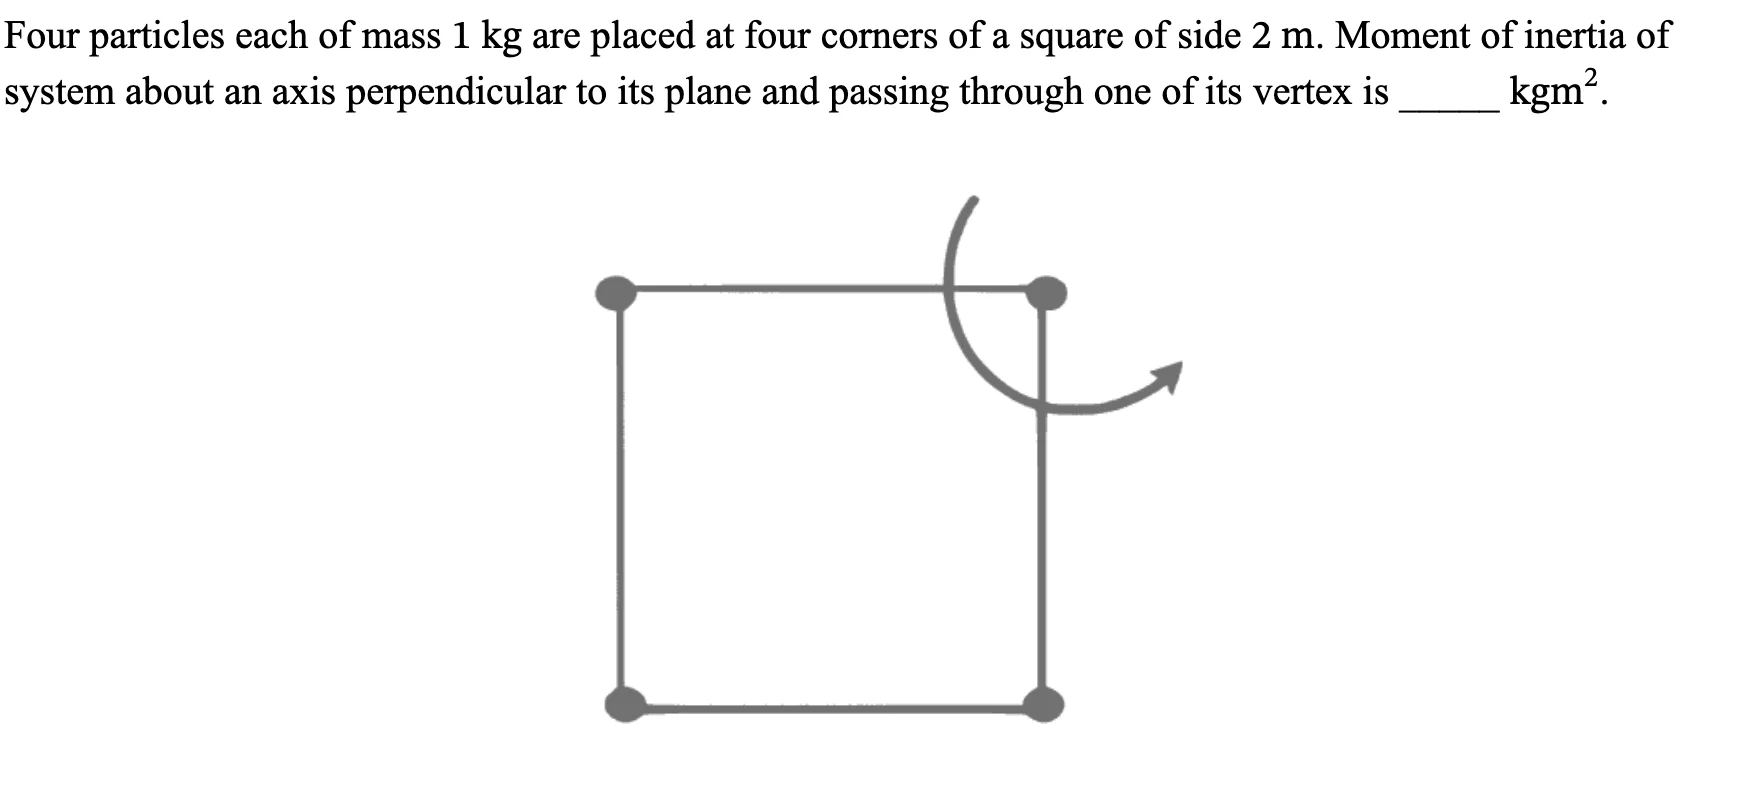 Four particles each of mass 1 kg are placed at four corners of a square of side 2 m. Moment of inertia of
system about an axis perpendicular to its plane and passing through one of its vertex is _____ kgm².